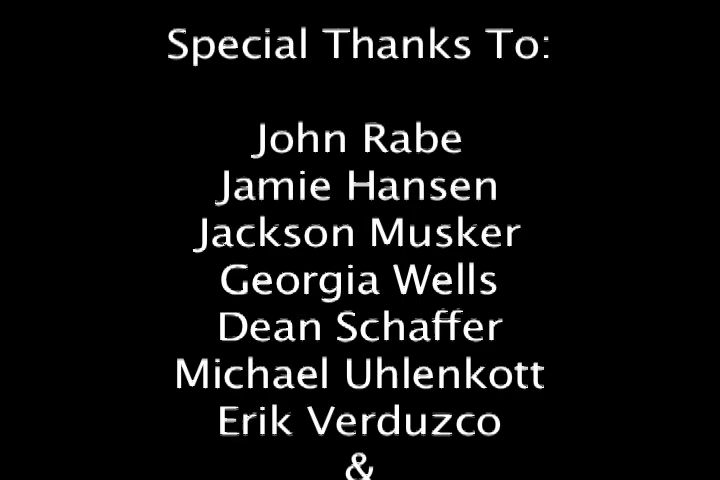 Special Thanks To:
John Rabe
Jamie Hansen
Jackson Musker
Georgia Wells
Dean Schaffer
Michael Uhlenkott
Erik Verduzco
&